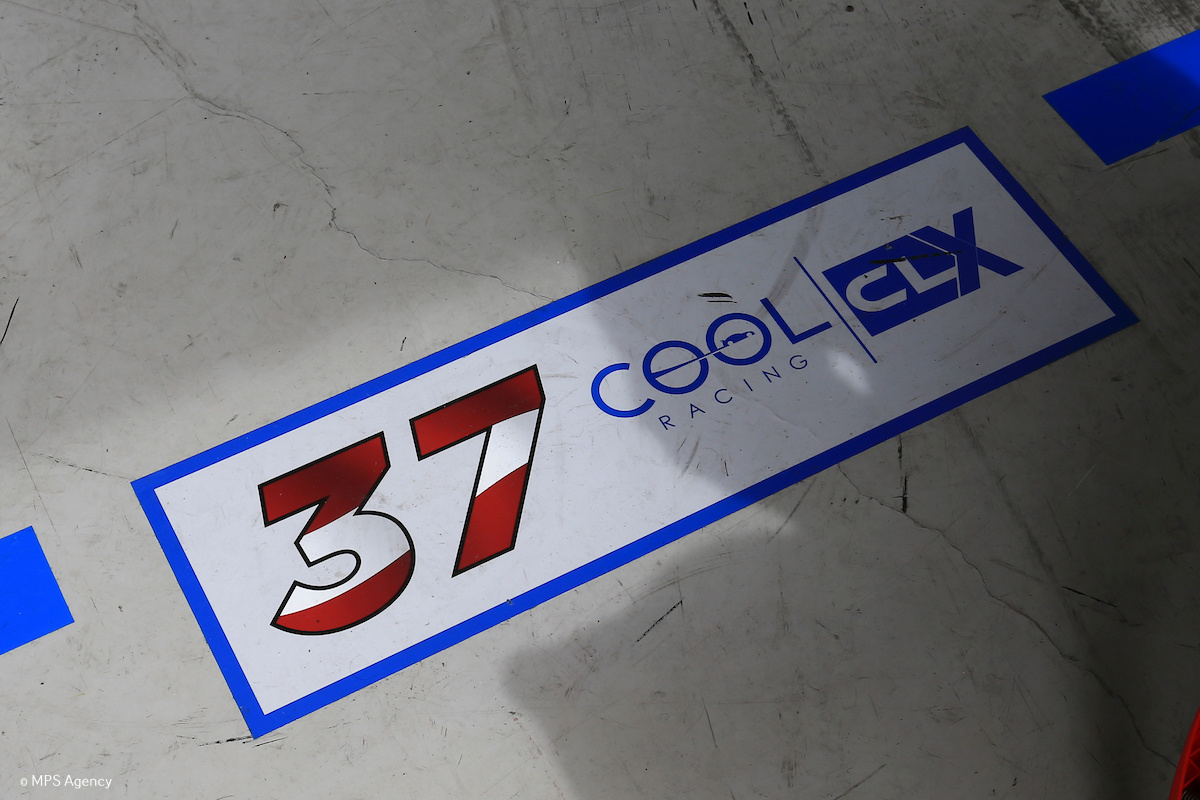 37
COOL
RACING
CLX
© MPS Agency